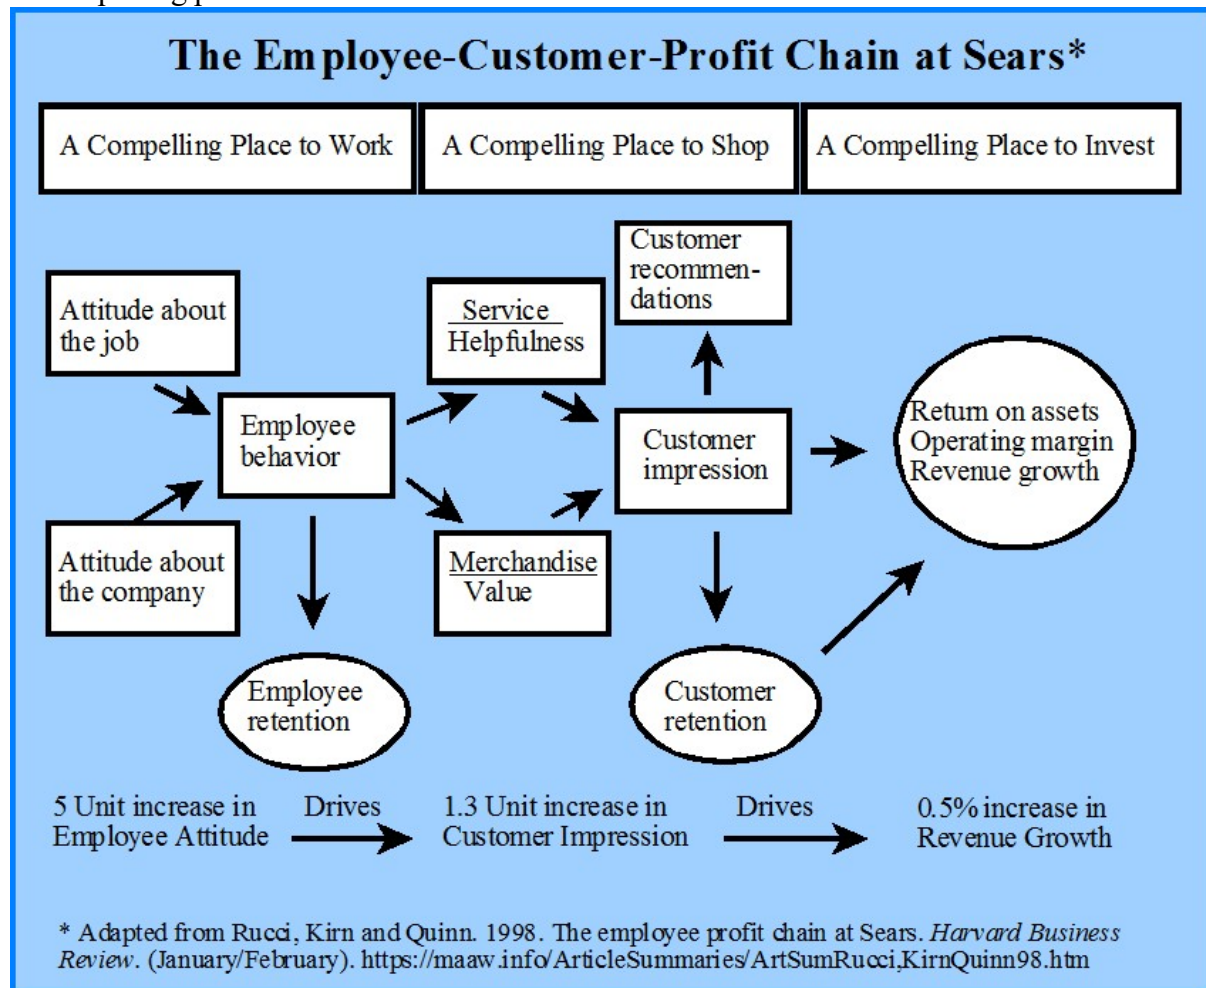 The Employee-Customer-Profit Chain at Sears*
A Compelling Place to Work
A Compelling Place to Shop
A Compelling Place to Invest
Attitude about
the job
Attitude about
the company
Employee
behavior
Employee
retention
Service
Helpfulness
Merchandise
Value
Customer
recommen-
dations
Customer
impression
Customer
retention
Return on assets
Operating margin
Revenue growth
5 Unit increase in
Employee Attitude
Drives
1.3 Unit increase in
Customer Impression
Drives
0.5% increase in
Revenue Growth
* Adapted from Rucci, Kirn and Quinn. 1998. The employee profit chain at Sears. Harvard Business
Review. (January/February). https://maaw.info/ArticleSummaries/ArtSumRucci,KirnQuinn98.htm